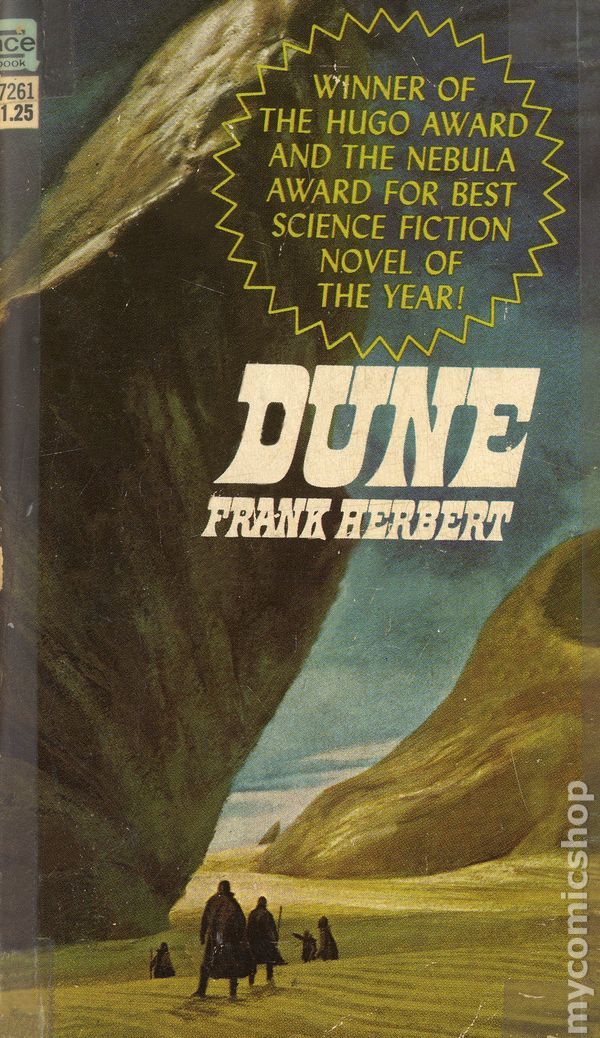 ace
book
7261
1.25
WINNER OF
THE HUGO AWARD
AND THE NEBULA
AWARD FOR BEST
SCIENCE FICTION
NOVEL OF
THE YEAR!
DUNE
FRANK HERBERT
mycomicshop